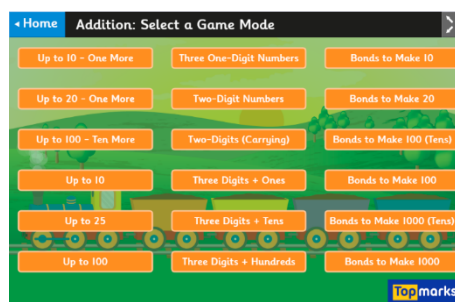 Home
Addition: Select a Game Mode
Up to 10 - One More
Three One-Digit Numbers
Bonds to Make 10
Up to 20 - One More
Two-Digit Numbers
Bonds to Make 20
Up to 100 - Ten More
Two-Digits (Carrying)
Bonds to Make 100 (Tens)
Up to 10
Three Digits + Ones
Bonds to Make 100
Up to 25
Three Digits + Tens
Bonds to Make 1000 (Tens)
Up to 100
Three Digits + Hundreds
Bonds to Make 1000
Topmarks